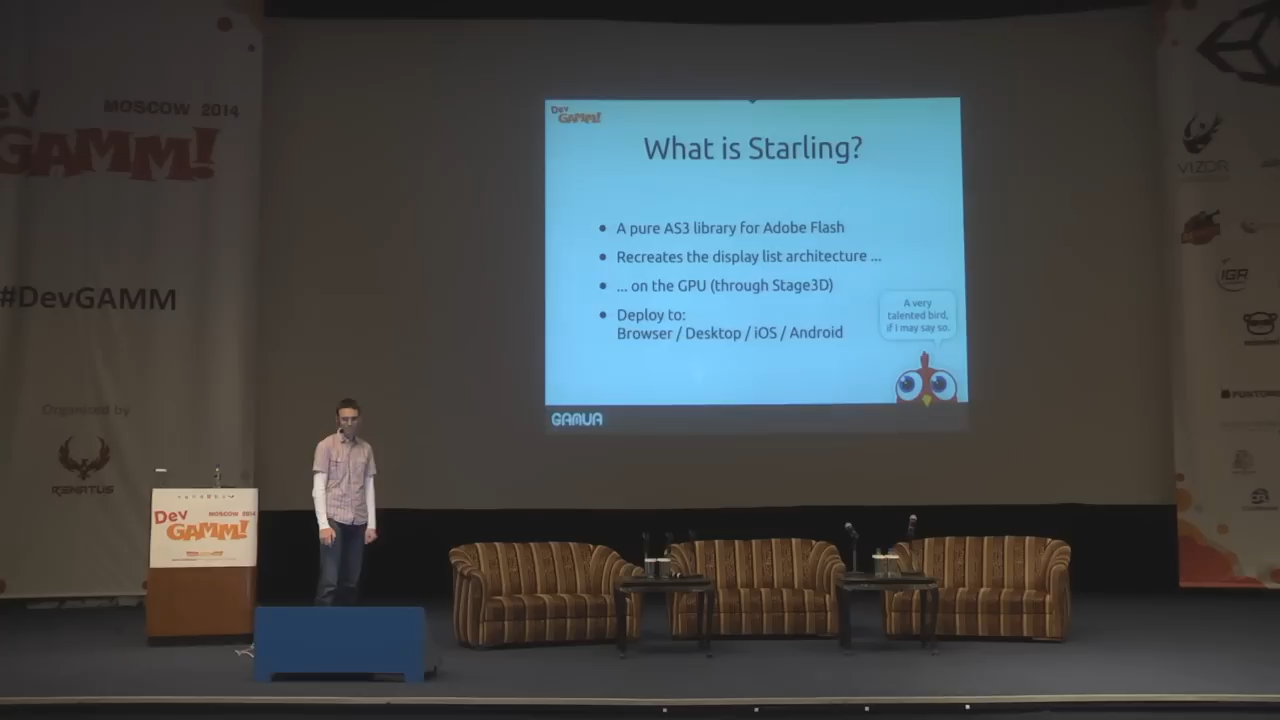 ev
MOSCOW 2014
GAMM!
#DevGAMM
Organized by
RENATUS
Dev
MOSCOW 2014
GAMM!
Dev
GAMM!
What is Starling?
• A pure AS3 library for Adobe Flash
• Recreates the display list architecture ...
• ... on the GPU (through Stage3D)
• Deploy to:
Browser / Desktop / iOS / Android
A very
talented bird,
if I may say so.
GAMUA
VIZOR
IGR